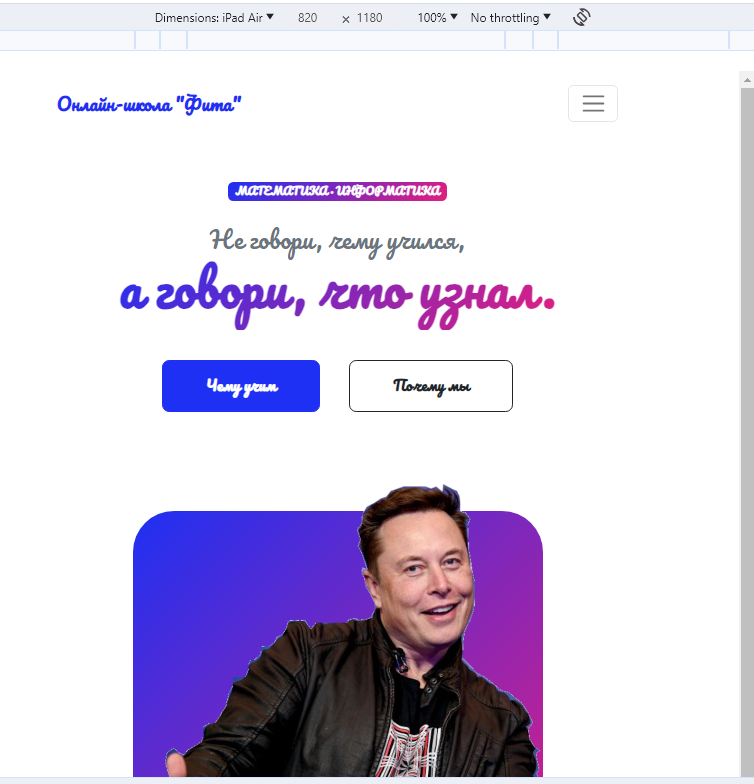 Dimensions: iPad Air 820 × 1180 100% No throttling
Онлайн-школа "Фита"
МАТЕМАТИКА · ИНФОРМАТИКА
Не говори, чему учился,
а говори, что узнал.
Чему учим Почему мы